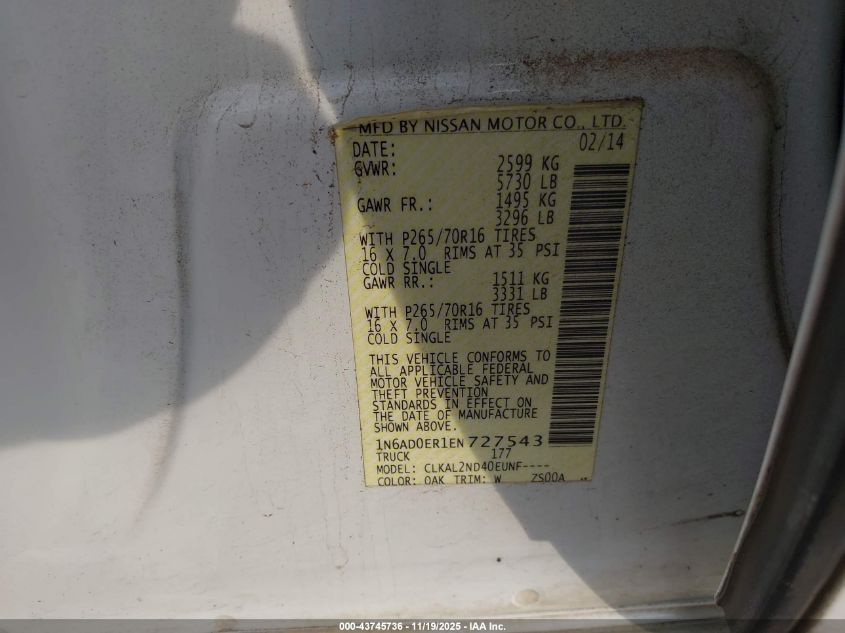 MFD BY NISSAN MOTOR CO., LTD.
DATE: 02/14
GVWR: 2599 KG
5730 LB
GAWR FR.: 1495 KG
3296 LB
WITH P265/70R16 TIRES
16 X 7.0 RIMS AT 35 PSI
COLD SINGLE
GAWR RR.: 1511 KG
3331 LB
WITH P265/70R16 TIRES
16 X 7.0 RIMS AT 35 PSI
COLD SINGLE
THIS VEHICLE CONFORMS TO
ALL APPLICABLE FEDERAL
MOTOR VEHICLE SAFETY AND
THEFT PREVENTION
STANDARDS IN EFFECT ON
THE DATE OF MANUFACTURE
SHOWN ABOVE.
1N6AD0ER1EN727543
TRUCK 177
MODEL: CLKAL2ND40EUNF----
COLOR: QAK TRIM: W ZS00A
000-43745736 - 11/19/2025 - IAA Inc.